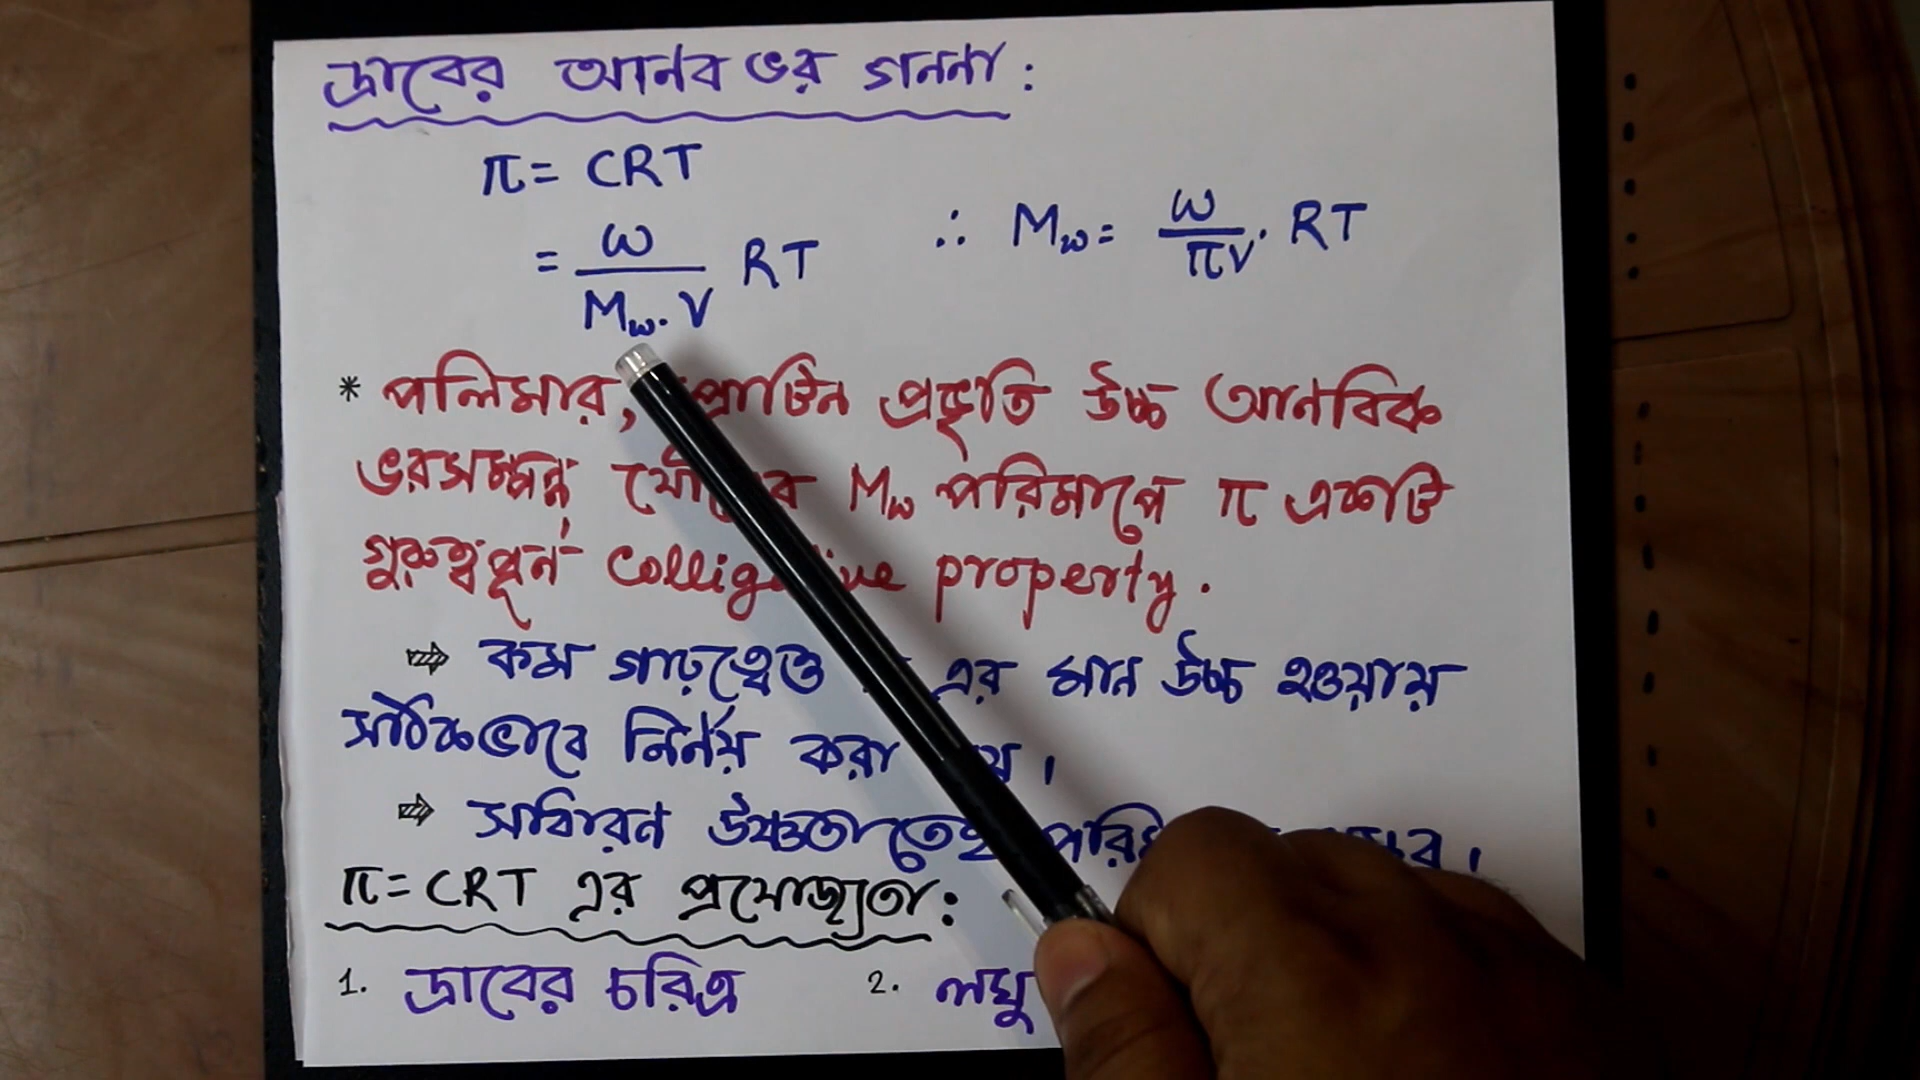 দ্রাবের আনব ভর গননা :
π = CRT
= ω / Mω. V RT ∴ Mω = ω / πV . RT
* পলিমার, প্রোটিন প্রভৃতি উচ্চ আনবিক
ভরসম্পন্ন যৌগের Mω পরিমাপে π একটি
গুরুত্বপূর্ন colligative property.
⇒ কম গাঢ়ত্বেও এর মান উচ্চ হওয়ায়
সঠিকভাবে নির্নয় করা যায় ।
⇒ সাধারন উষ্ণতাতেই
π = CRT এর প্রযোজ্যতা :
1. দ্রাবের চরিত্র 2. লঘু